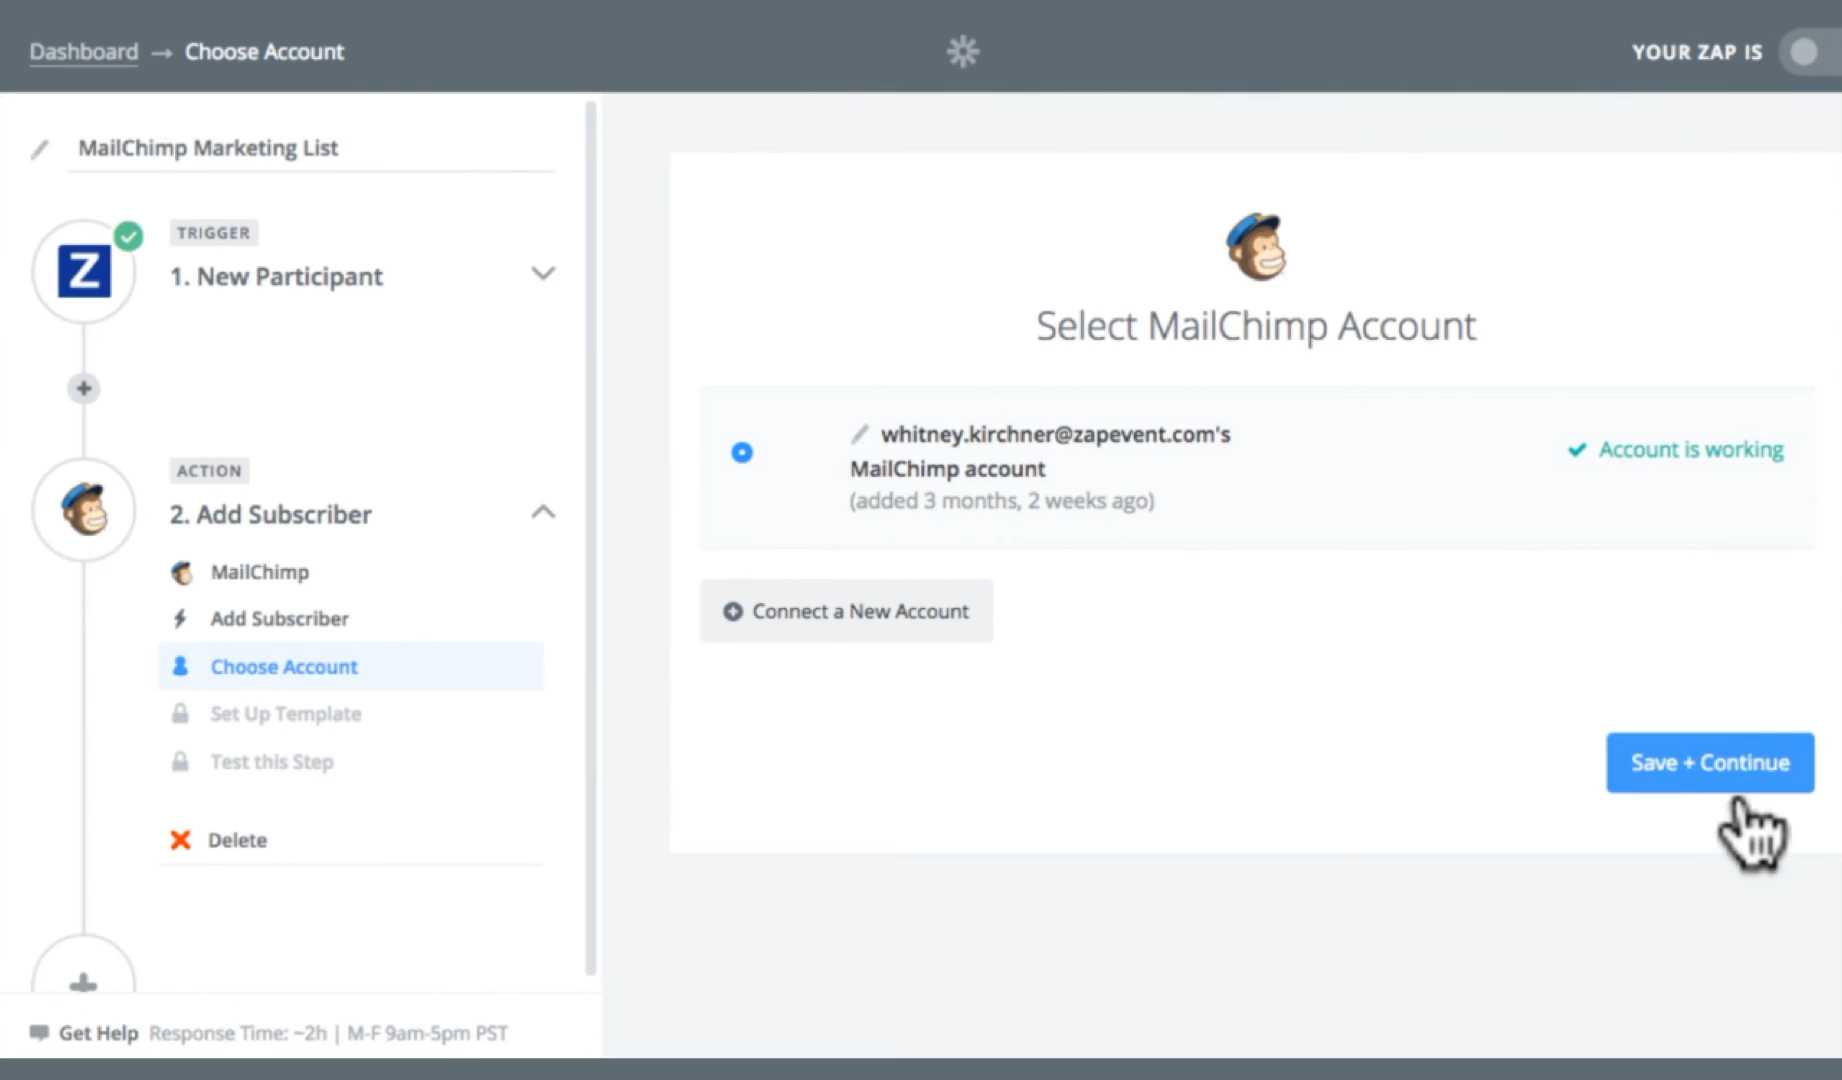 Dashboard → Choose Account
YOUR ZAP IS
MailChimp Marketing List
Z
TRIGGER
1. New Participant
ACTION
2. Add Subscriber
MailChimp
Add Subscriber
Choose Account
Set Up Template
Test this Step
Delete
Get Help Response Time: ~2h | M-F 9am-5pm PST
Select MailChimp Account
whitney.kirchner@zapevent.com's
MailChimp account
(added 3 months, 2 weeks ago)
Account is working
Connect a New Account
Save + Continue